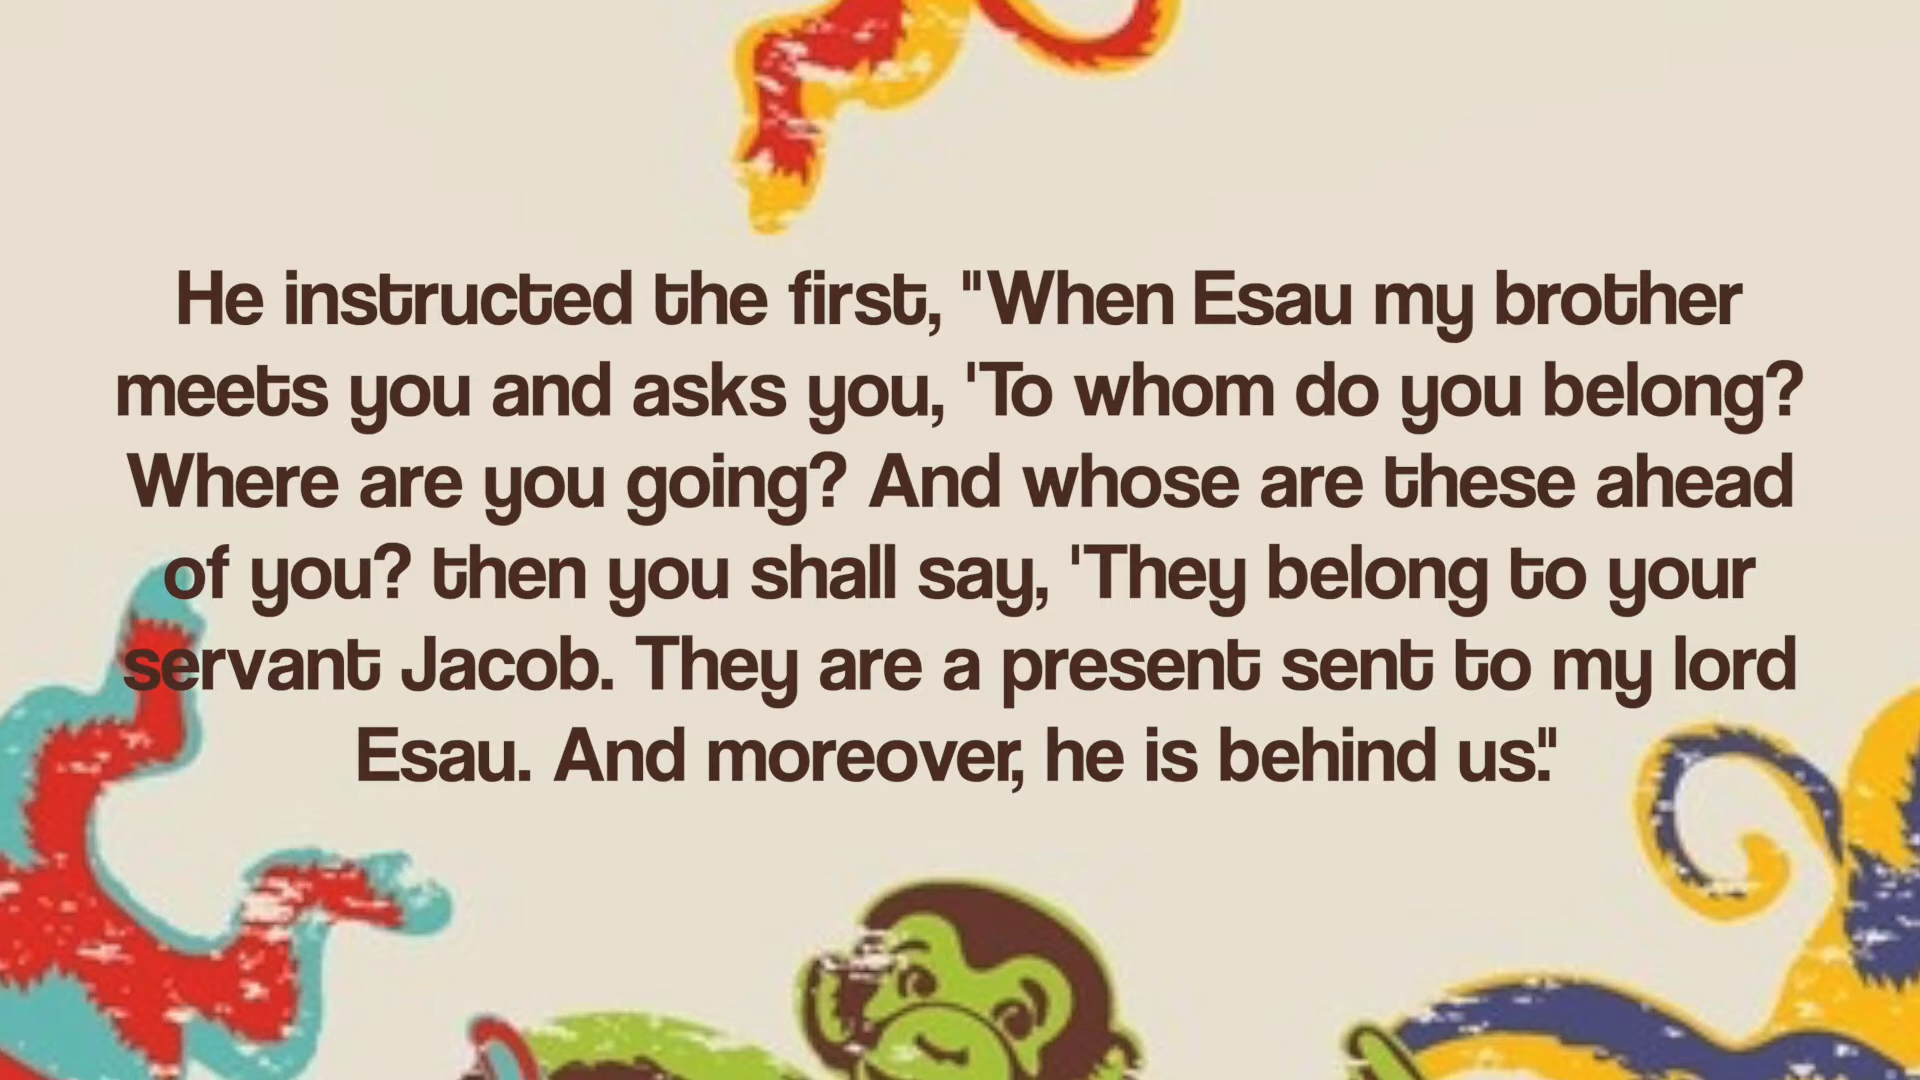 He instructed the first, "When Esau my brother
meets you and asks you, 'To whom do you belong?
Where are you going? And whose are these ahead
of you? then you shall say, 'They belong to your
servant Jacob. They are a present sent to my lord
Esau. And moreover, he is behind us."